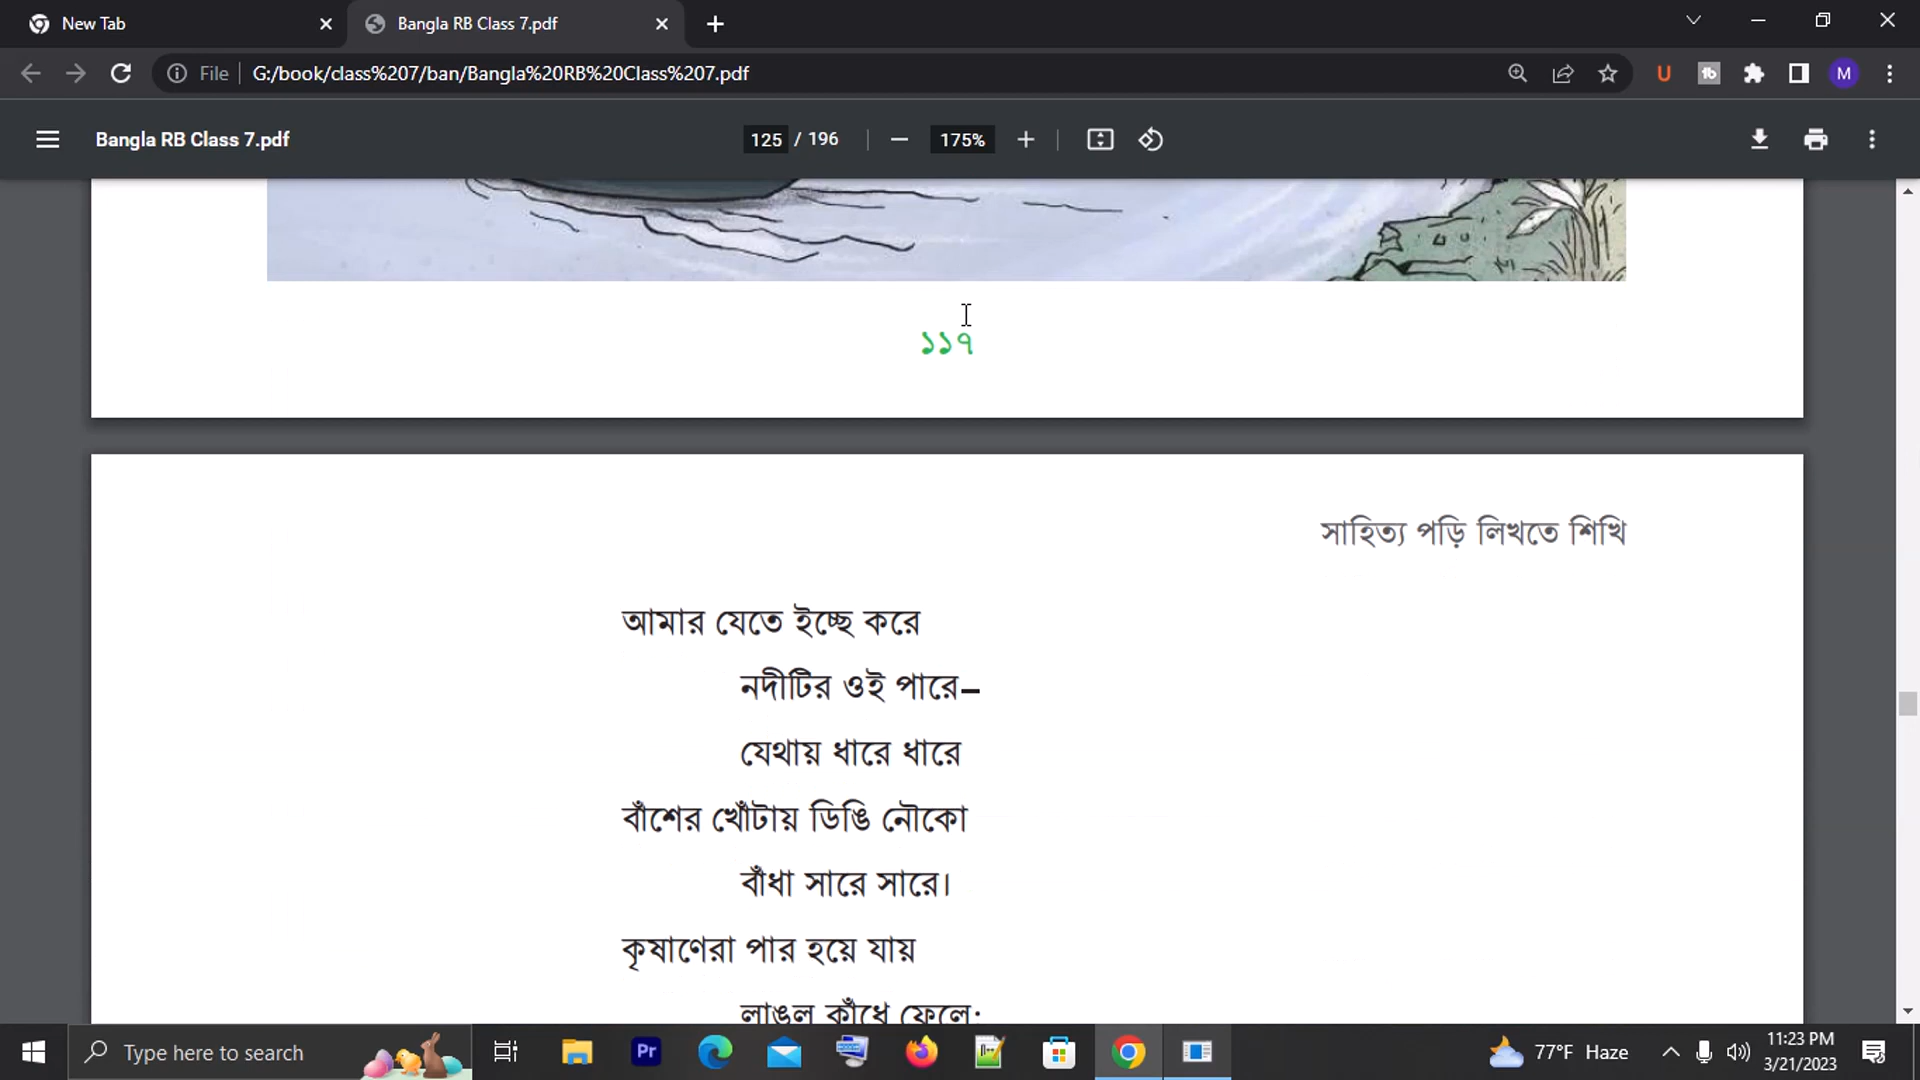 New Tab
Bangla RB Class 7.pdf
File
G:/book/class%207/ban/Bangla%20RB%20Class%207.pdf
U
tb
M
Bangla RB Class 7.pdf
125 / 196
175%
১১৭
সাহিত্য পড়ি লিখতে শিখি
আমার যেতে ইচ্ছে করে
নদীটির ওই পারে–
যেথায় ধারে ধারে
বাঁশের খোঁটায় ডিঙি নৌকো
বাঁধা সারে সারে।
কৃষাণেরা পার হয়ে যায়
লাঙল কাঁধে ফেলে;
Type here to search
Pr
77°F Haze
11:23 PM
3/21/2023